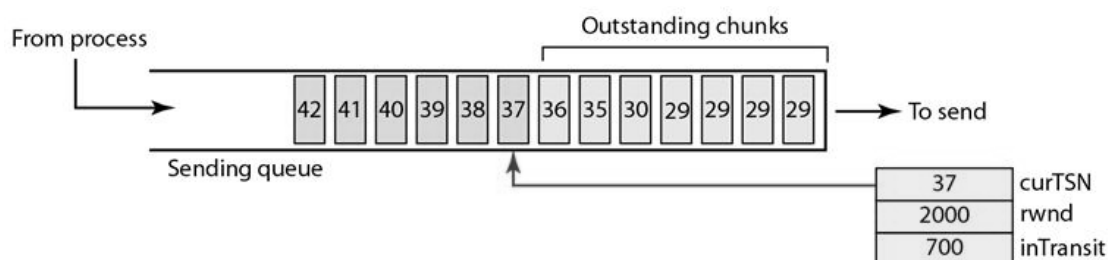 Outstanding chunks
From process
42 41 40 39 38 37 36 35 30 29 29 29 29
To send
Sending queue
37 curTSN
2000 rwnd
700 inTransit